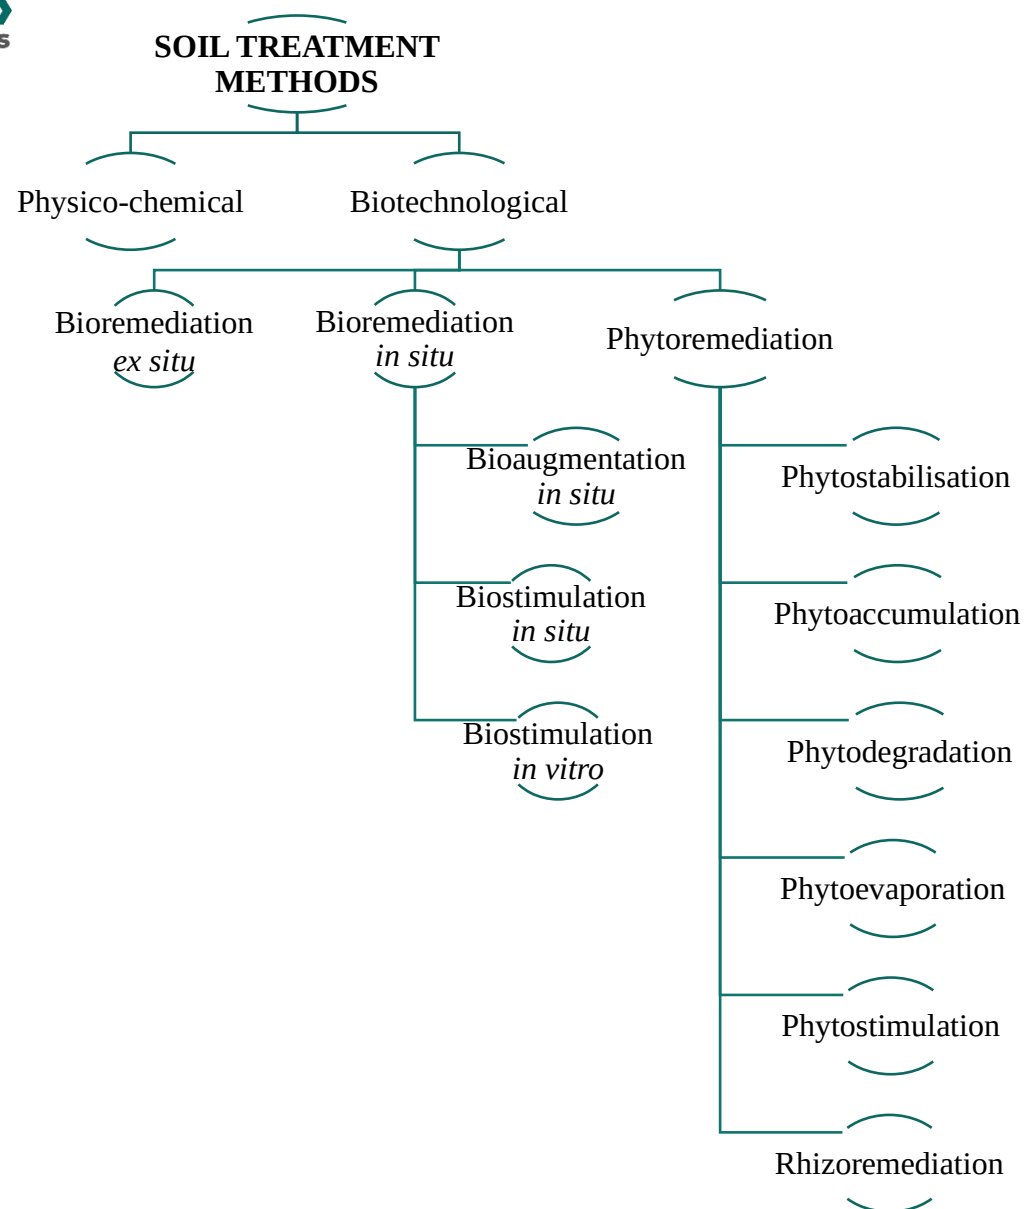 SOIL TREATMENT
METHODS
Physico-chemical
Biotechnological
Bioremediation
ex situ
Bioremediation
in situ
Phytoremediation
Bioaugmentation
in situ
Biostimulation
in situ
Biostimulation
in vitro
Phytostabilisation
Phytoaccumulation
Phytodegradation
Phytoevaporation
Phytostimulation
Rhizoremediation